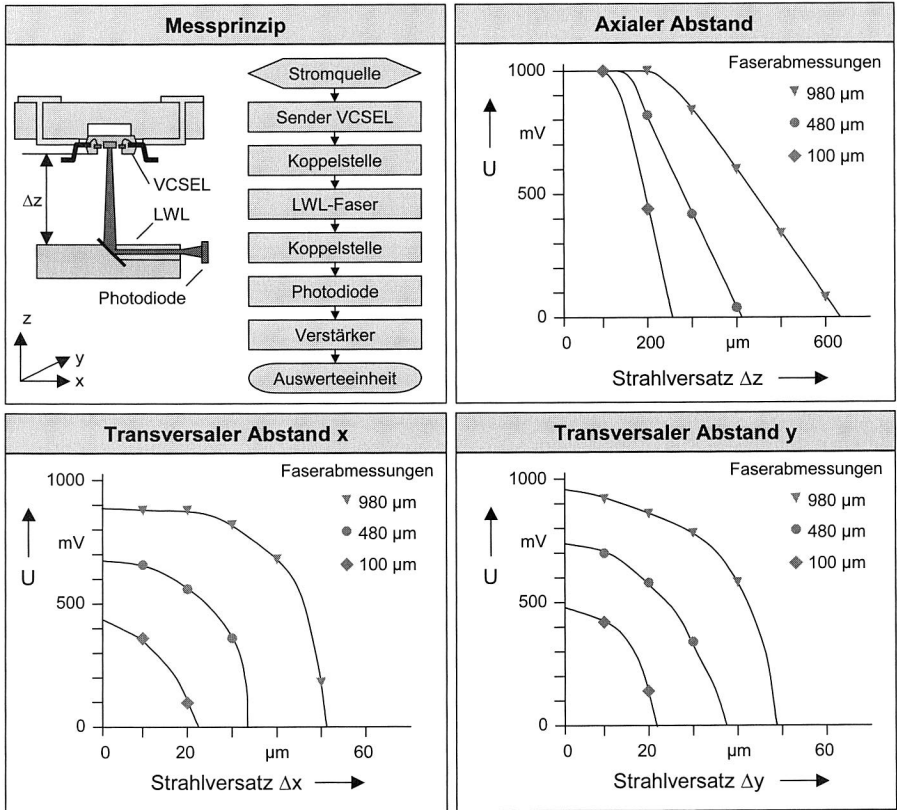 Messprinzip
Stromquelle
Sender VCSEL
Koppelstelle
LWL-Faser
Koppelstelle
Photodiode
Verstärker
Auswerteeinheit
VCSEL
Δz
LWL
Photodiode
z
y
x
Axialer Abstand
Faserabmessungen
980 µm
480 µm
100 µm
1000
mV
U
500
0
0 200 µm 600
Strahlversatz Δz
Transversaler Abstand x
Faserabmessungen
980 µm
480 µm
100 µm
1000
mV
U
500
0
0 20 µm 60
Strahlversatz Δx
Transversaler Abstand y
Faserabmessungen
980 µm
480 µm
100 µm
1000
mV
U
500
0
0 20 µm 60
Strahlversatz Δy